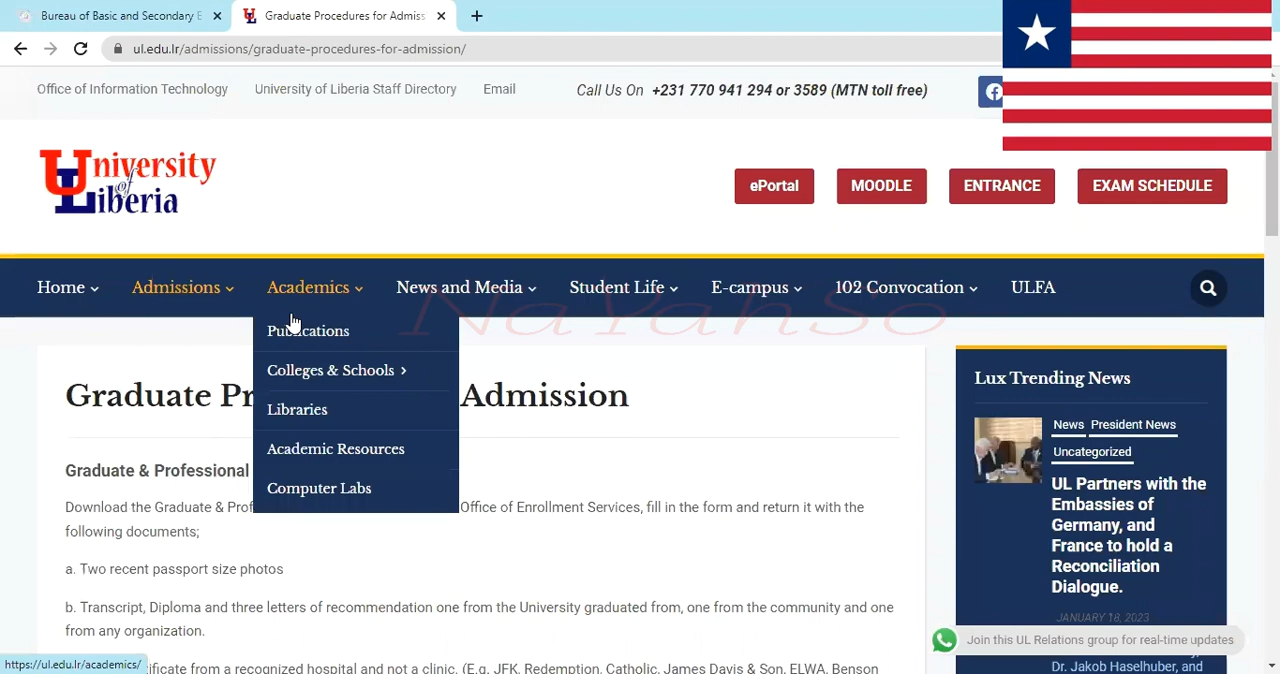 Bureau of Basic and Secondary E
Graduate Procedures for Admiss
ul.edu.lr/admissions/graduate-procedures-for-admission/
Office of Information Technology
University of Liberia Staff Directory
Email
Call Us On +231 770 941 294 or 3589 (MTN toll free)
University
of
Liberia
ePortal
MOODLE
ENTRANCE
EXAM SCHEDULE
Home
Admissions
Academics
News and Media
Student Life
E-campus
102 Convocation
ULFA
NaYahSo
Publications
Colleges & Schools
Libraries
Academic Resources
Computer Labs
Graduate Pr Admission
Graduate & Professional
Download the Graduate & Prof Office of Enrollment Services, fill in the form and return it with the
following documents;
a. Two recent passport size photos
b. Transcript, Diploma and three letters of recommendation one from the University graduated from, one from the community and one
from any organization.
ificate from a recognized hospital and not a clinic. (E.g. JFK, Redemption, Catholic, James Davis & Son, ELWA, Benson
Lux Trending News
News
President News
Uncategorized
UL Partners with the
Embassies of
Germany, and
France to hold a
Reconciliation
Dialogue.
JANUARY 18, 2023
Join this UL Relations group for real-time updates
Dr. Jakob Haselhuber, and
https://ul.edu.lr/academics/